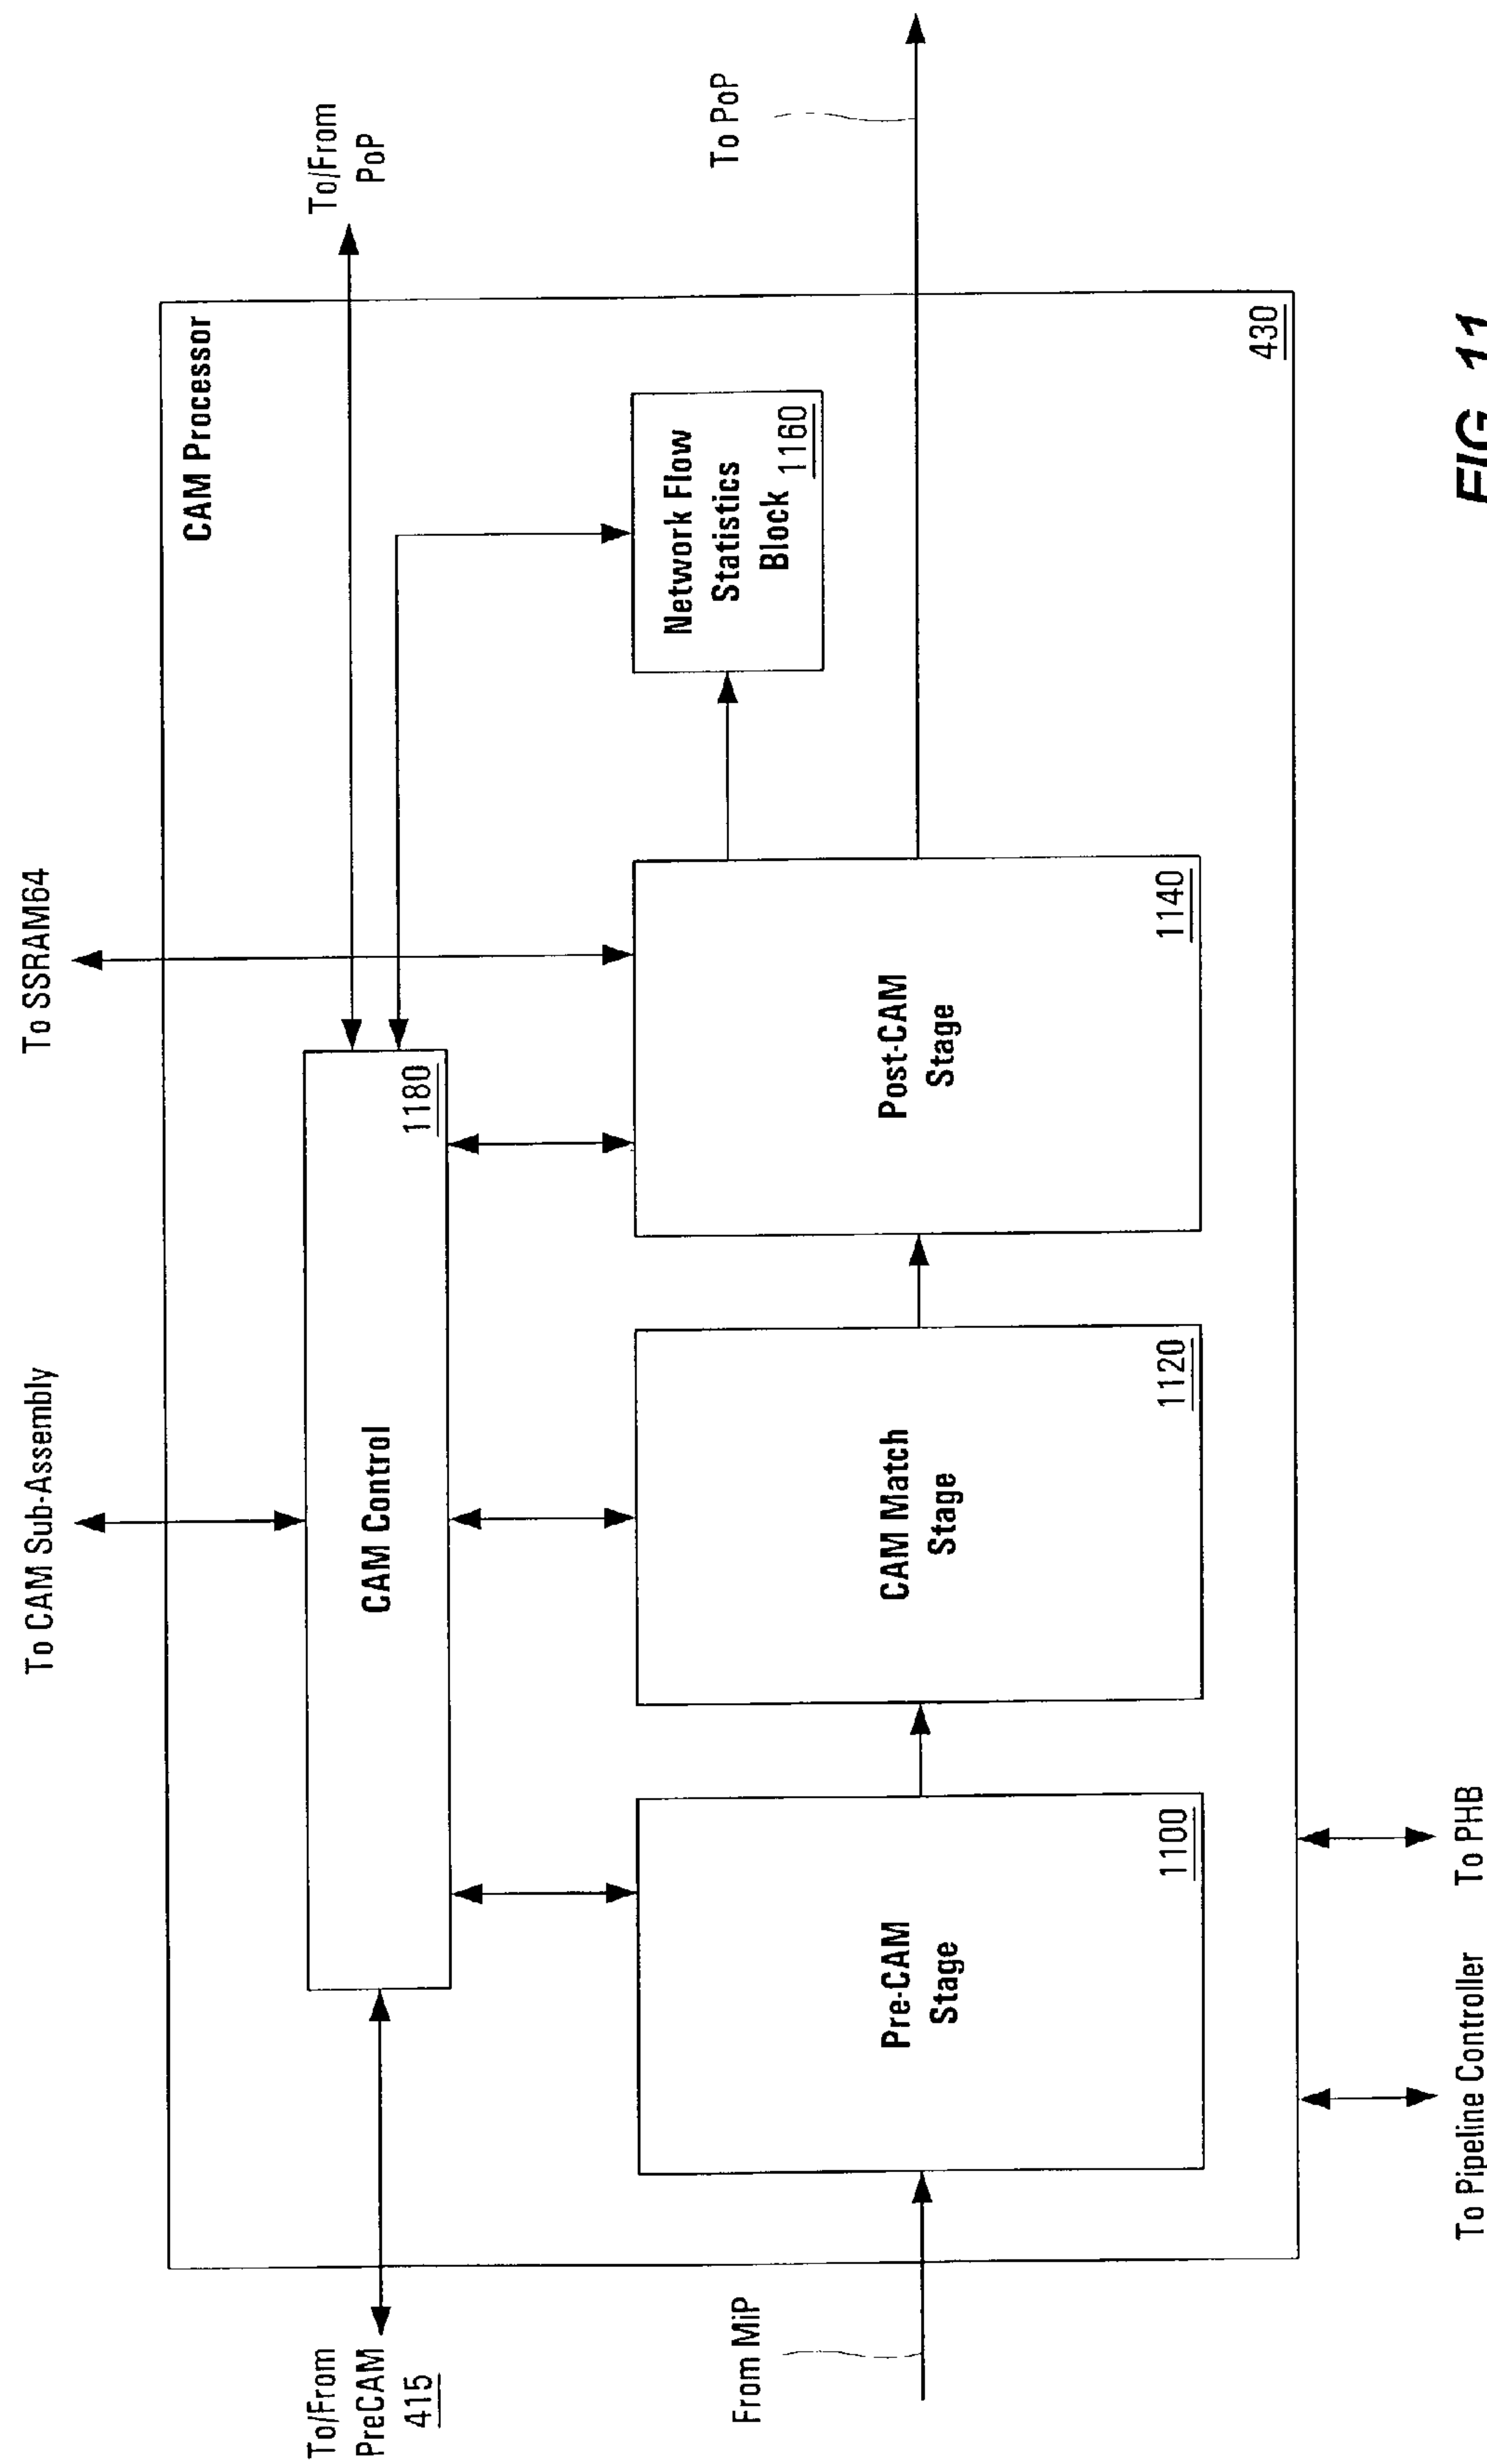 To CAM Sub-Assembly
To SSRAM64
CAM Processor
To/From
PreCAM
415
CAM Control
1180
To/From
PoP
From MiP
Pre-CAM
Stage
1100
CAM Match
Stage
1120
Post-CAM
Stage
1140
Network Flow
Statistics
Block 1160
To PoP
430
To Pipeline Controller
To PHB
FIG. 11